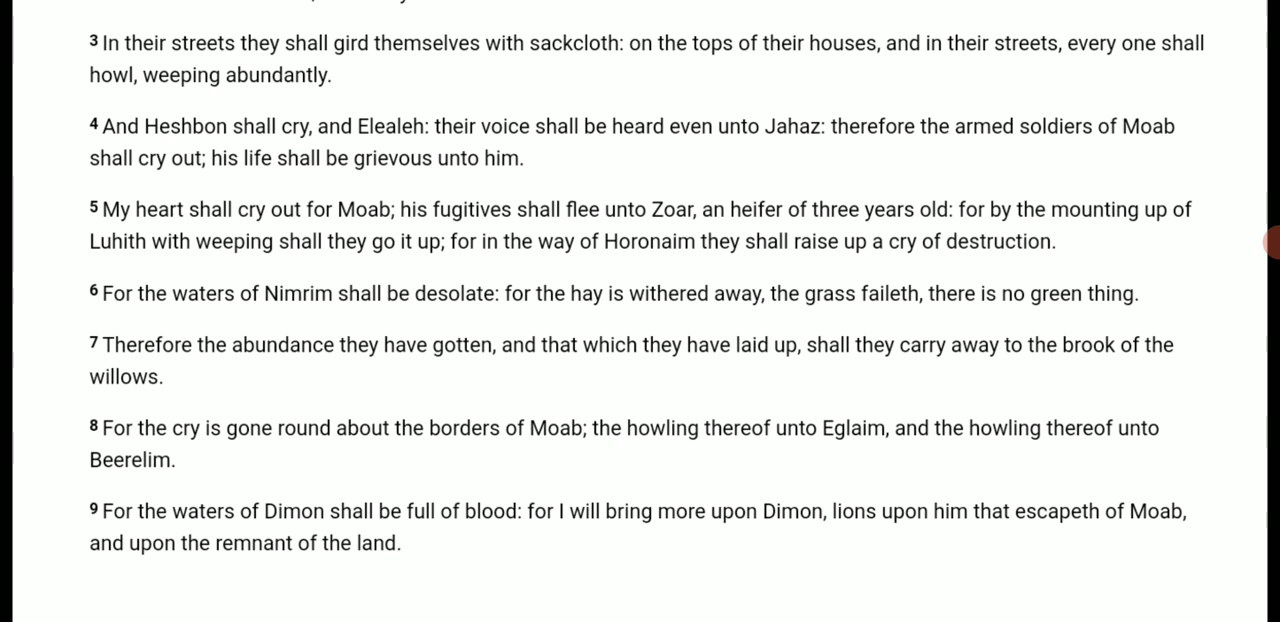 3 In their streets they shall gird themselves with sackcloth: on the tops of their houses, and in their streets, every one shall
howl, weeping abundantly.
4 And Heshbon shall cry, and Elealeh: their voice shall be heard even unto Jahaz: therefore the armed soldiers of Moab
shall cry out; his life shall be grievous unto him.
5 My heart shall cry out for Moab; his fugitives shall flee unto Zoar, an heifer of three years old: for by the mounting up of
Luhith with weeping shall they go it up; for in the way of Horonaim they shall raise up a cry of destruction.
6 For the waters of Nimrim shall be desolate: for the hay is withered away, the grass faileth, there is no green thing.
7 Therefore the abundance they have gotten, and that which they have laid up, shall they carry away to the brook of the
willows.
8 For the cry is gone round about the borders of Moab; the howling thereof unto Eglaim, and the howling thereof unto
Beerelim.
9 For the waters of Dimon shall be full of blood: for I will bring more upon Dimon, lions upon him that escapeth of Moab,
and upon the remnant of the land.